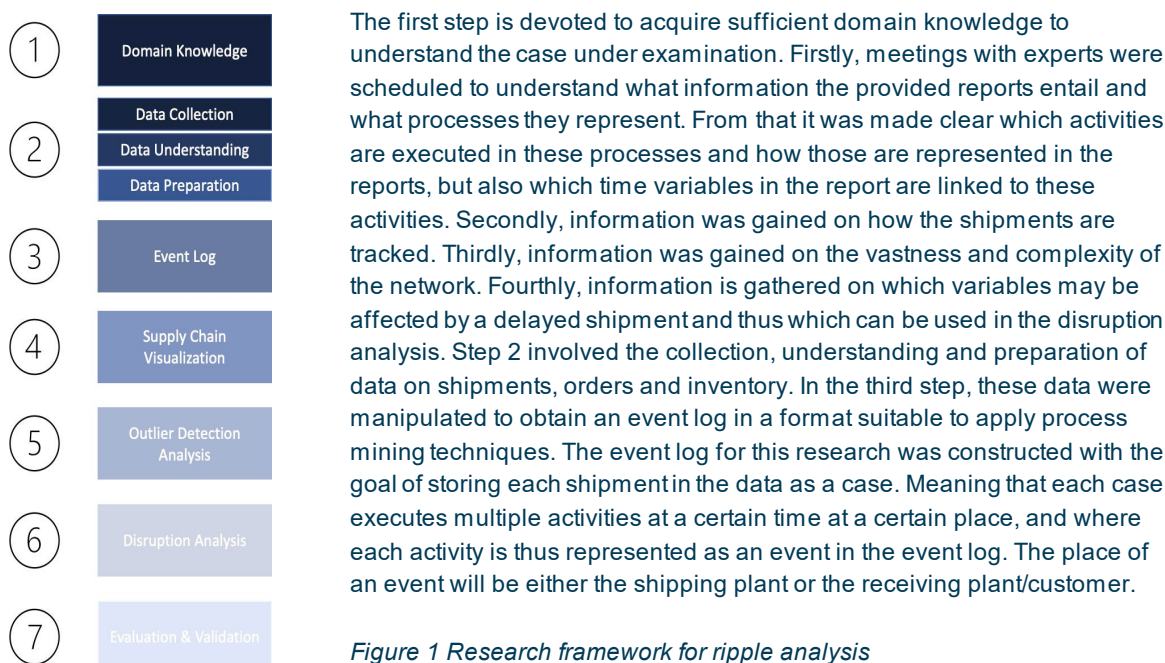 1
Domain Knowledge
2
Data Collection
Data Understanding
Data Preparation
3
Event Log
4
Supply Chain
Visualization
5
Outlier Detection
Analysis
6
Disruption Analysis
7
Evaluation & Validation
The first step is devoted to acquire sufficient domain knowledge to
understand the case under examination. Firstly, meetings with experts were
scheduled to understand what information the provided reports entail and
what processes they represent. From that it was made clear which activities
are executed in these processes and how those are represented in the
reports, but also which time variables in the report are linked to these
activities. Secondly, information was gained on how the shipments are
tracked. Thirdly, information was gained on the vastness and complexity of
the network. Fourthly, information is gathered on which variables may be
affected by a delayed shipment and thus which can be used in the disruption
analysis. Step 2 involved the collection, understanding and preparation of
data on shipments, orders and inventory. In the third step, these data were
manipulated to obtain an event log in a format suitable to apply process
mining techniques. The event log for this research was constructed with the
goal of storing each shipment in the data as a case. Meaning that each case
executes multiple activities at a certain time at a certain place, and where
each activity is thus represented as an event in the event log. The place of
an event will be either the shipping plant or the receiving plant/customer.
Figure 1 Research framework for ripple analysis